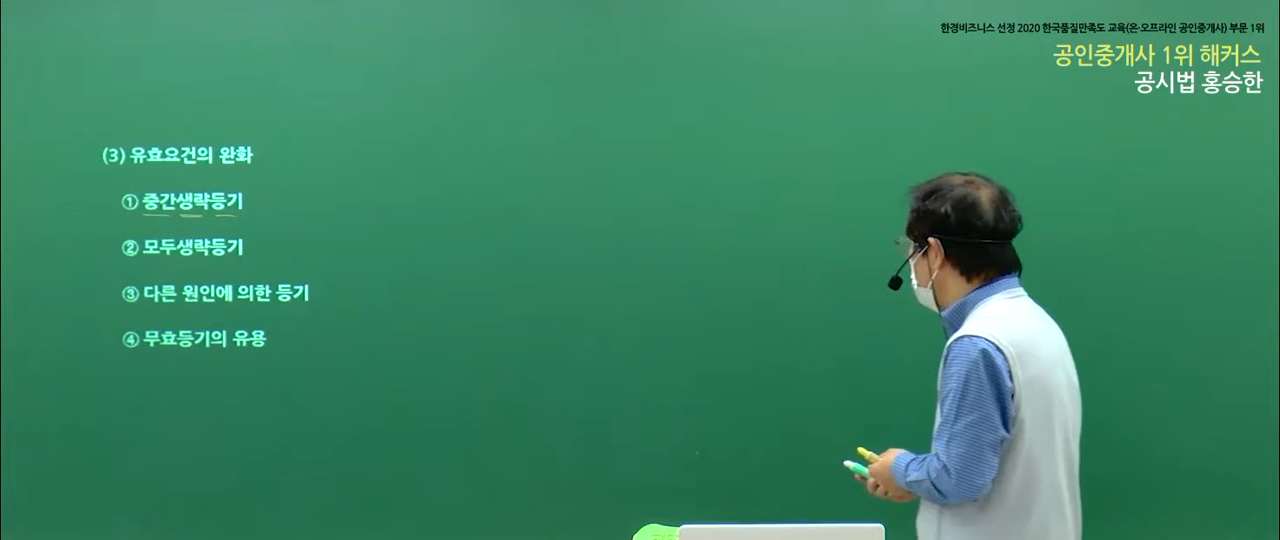 한경비즈니스 선정 2020 한국품질만족도 교육(온·오프라인 공인중개사) 부문 1위
공인중개사 1위 해커스
공시법 홍승한
(3) 유효요건의 완화
① 중간생략등기
② 모두생략등기
③ 다른 원인에 의한 등기
④ 무효등기의 유용